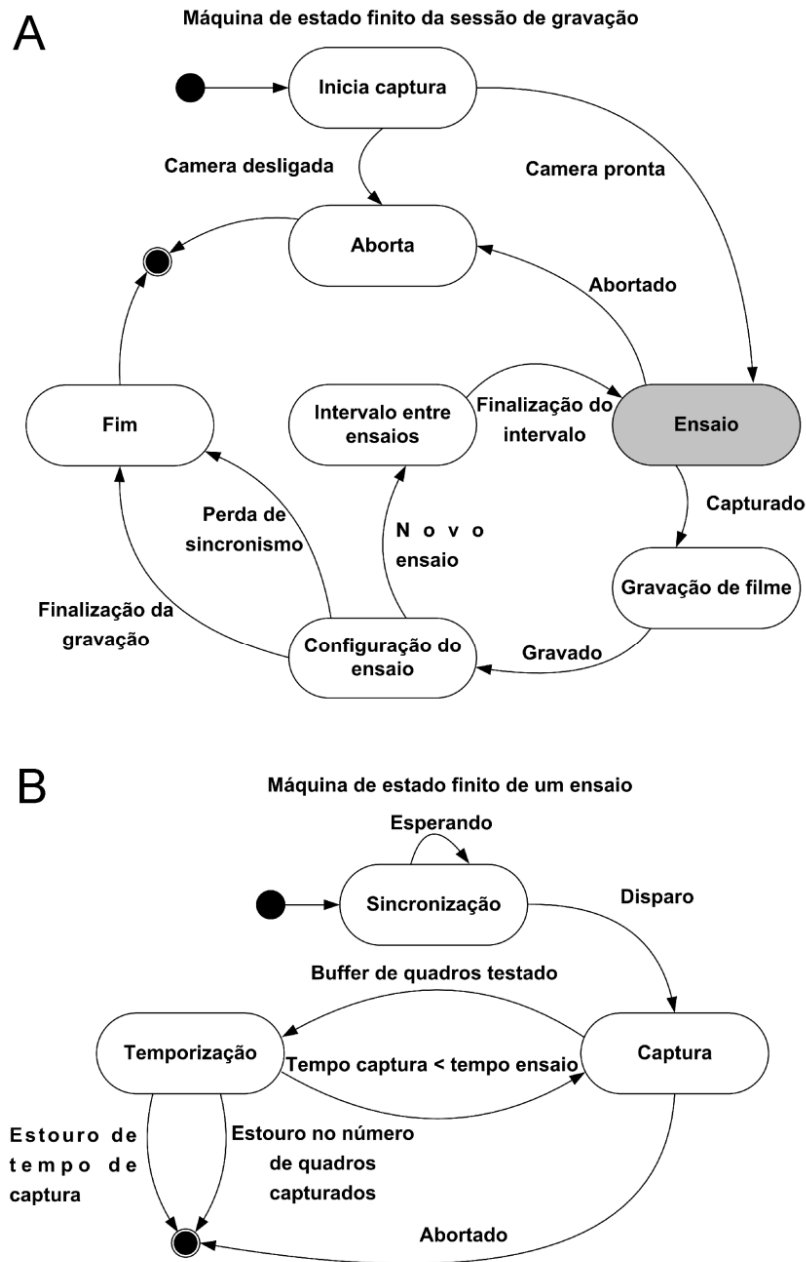 A
Máquina de estado finito da sessão de gravação
Inicia captura
Camera desligada
Camera pronta
Aborta
Abortado
Fim
Intervalo entre
ensaios
Finalização do
intervalo
Ensaio
Capturado
Perda de
sincronismo
N o v o
ensaio
Gravação de filme
Finalização da
gravação
Configuração do
ensaio
Gravado
B
Máquina de estado finito de um ensaio
Esperando
Sincronização
Disparo
Buffer de quadros testado
Temporização
Tempo captura < tempo ensaio
Captura
Estouro de
tempo de
captura
Estouro no número
de quadros
capturados
Abortado